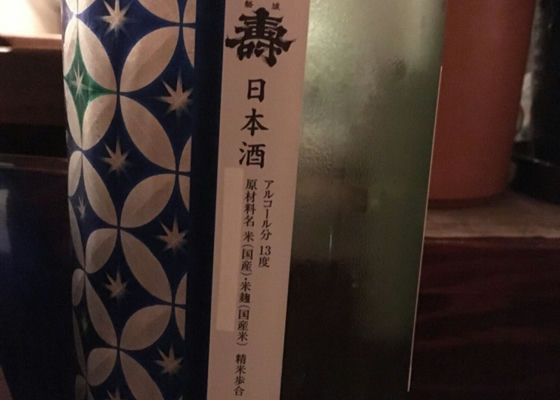 壽
日本酒
アルコール分 13度
原材料名 米(国産)・米麹(国産米) 精米歩合